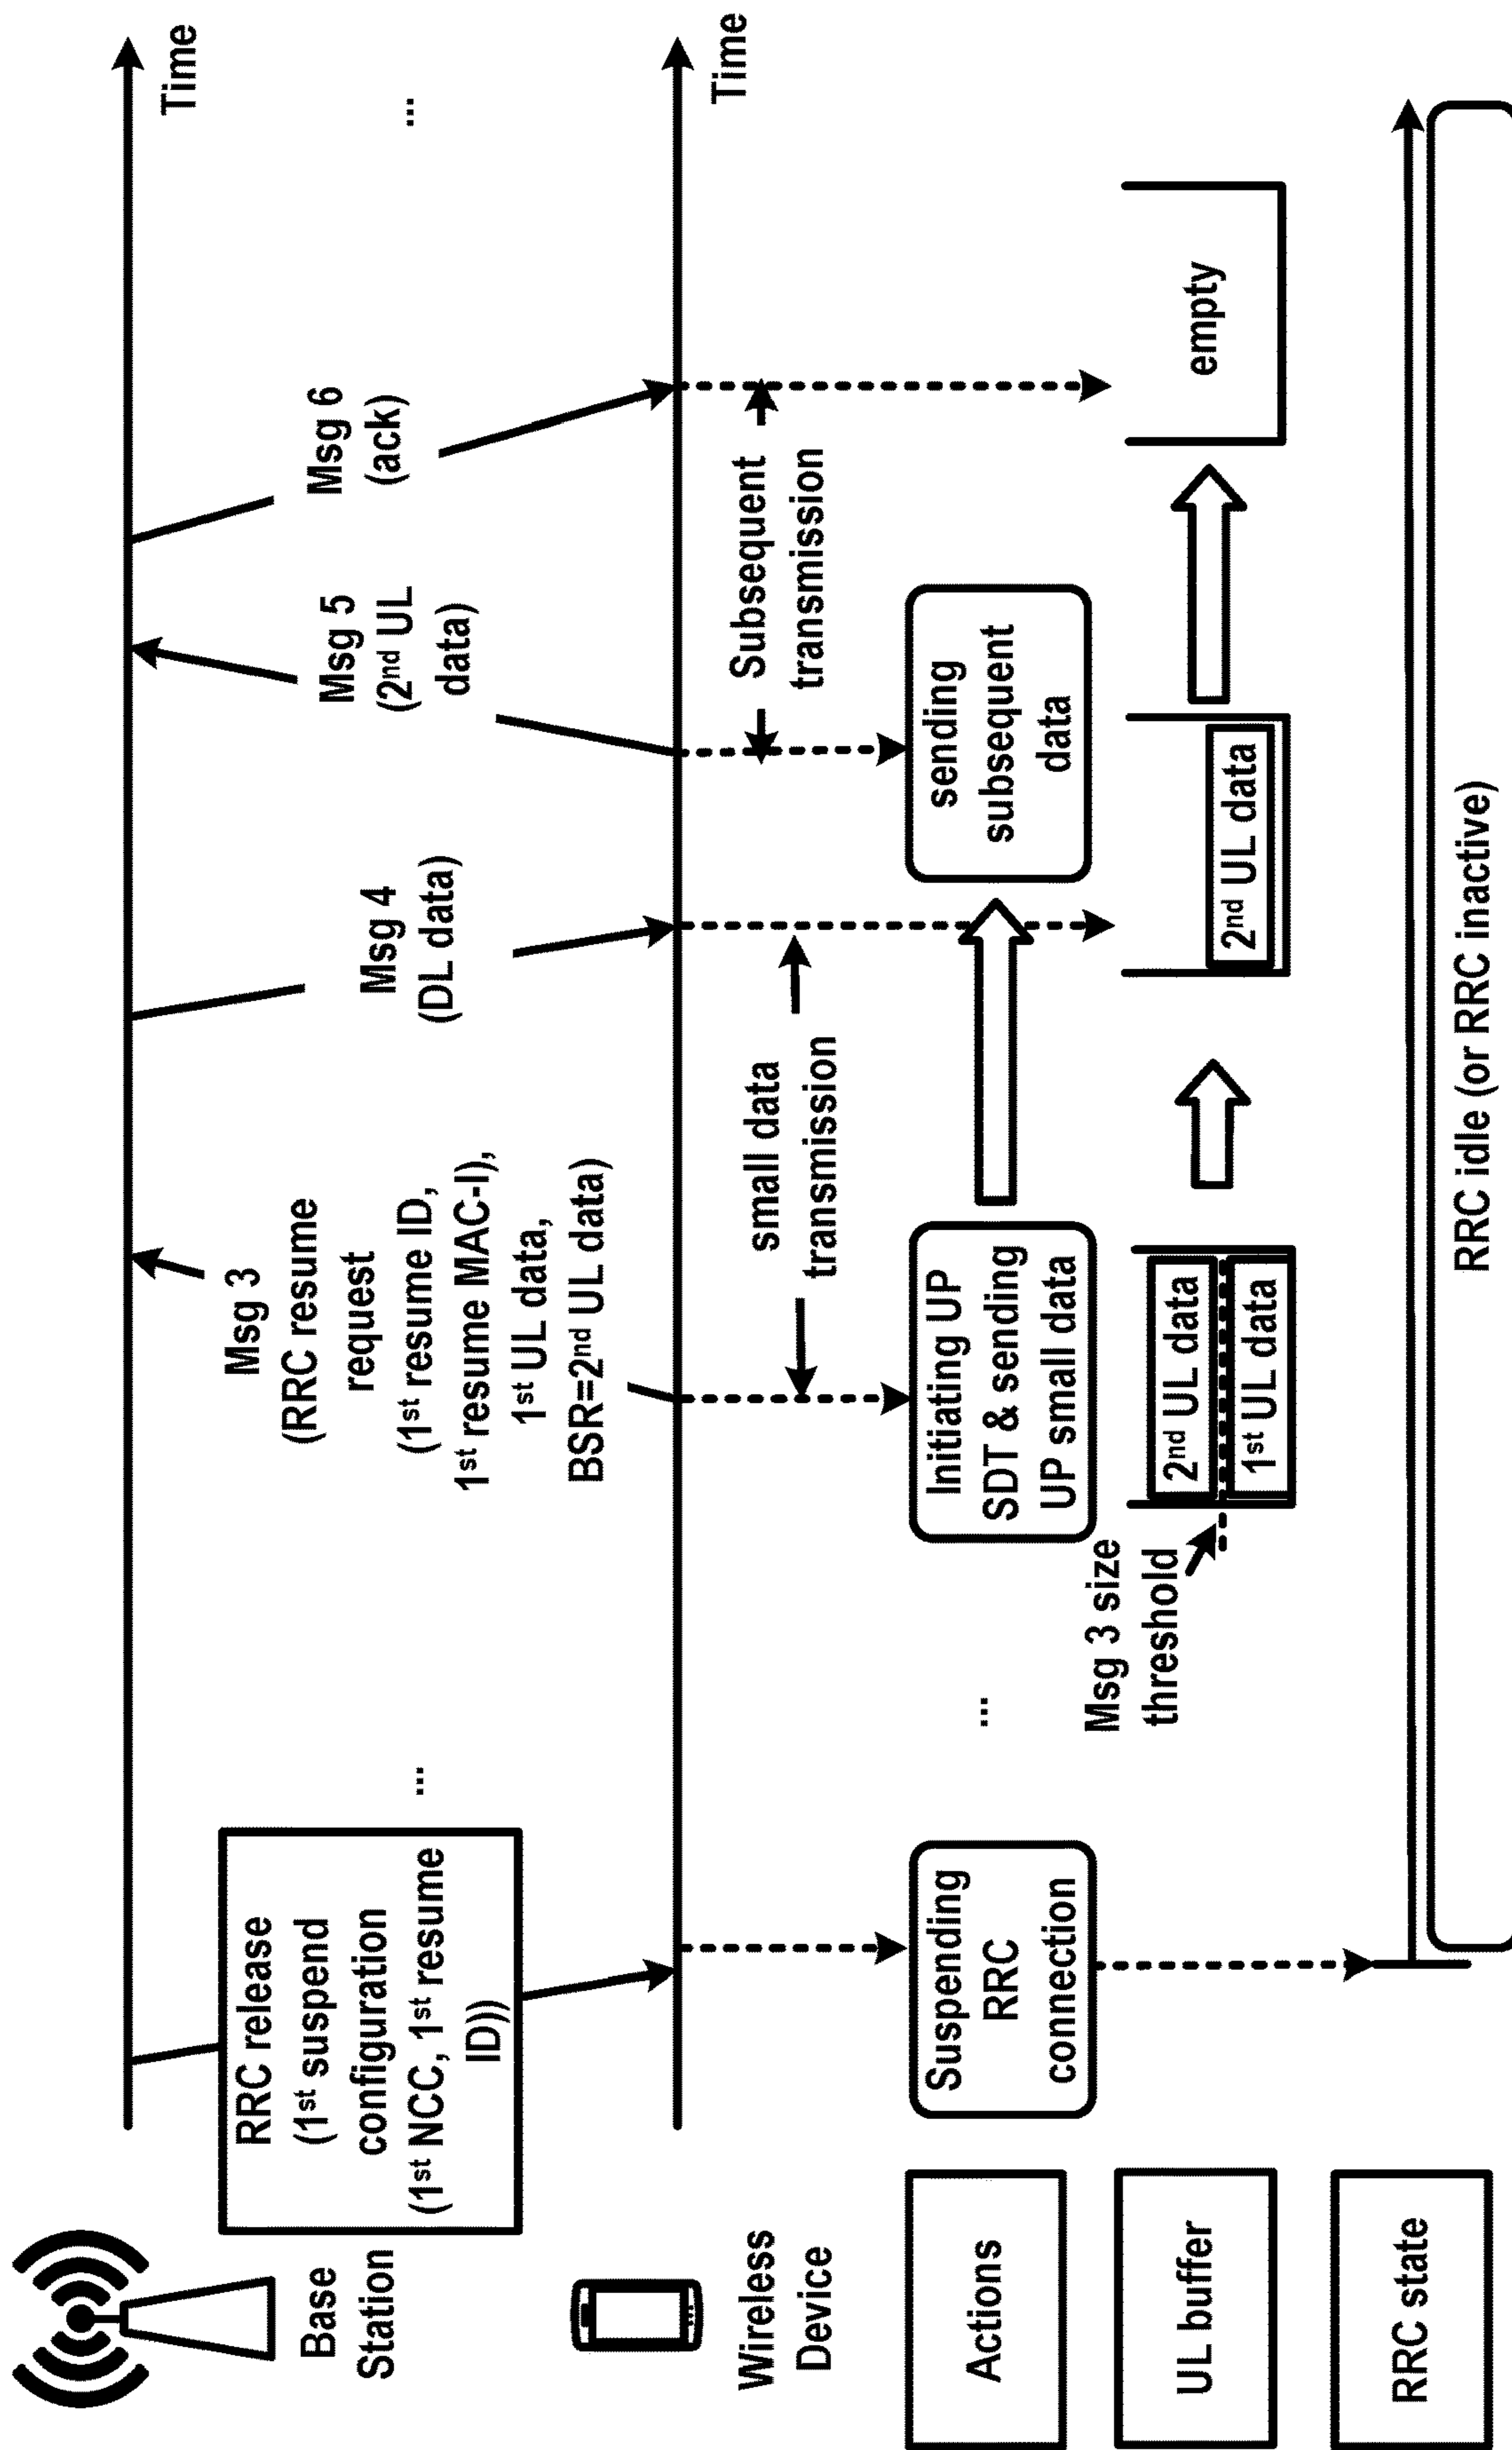 Base
Station
RRC release
(1st suspend
configuration
(1st NCC, 1st resume
ID))
...
Msg 3
(RRC resume
request
(1st resume ID,
1st resume MAC-I),
1st UL data,
BSR=2nd UL data)
Msg 4
(DL data)
Msg 5
(2nd UL
data)
Msg 6
(ack)
...
Time
Wireless
Device
small data
transmission
Subsequent
transmission
Time
Actions
Suspending
RRC
connection
...
Initiating UP
SDT & sending
UP small data
sending
subsequent
data
UL buffer
Msg 3 size
threshold
2nd UL data
1st UL data
2nd UL data
empty
RRC state
RRC idle (or RRC inactive)